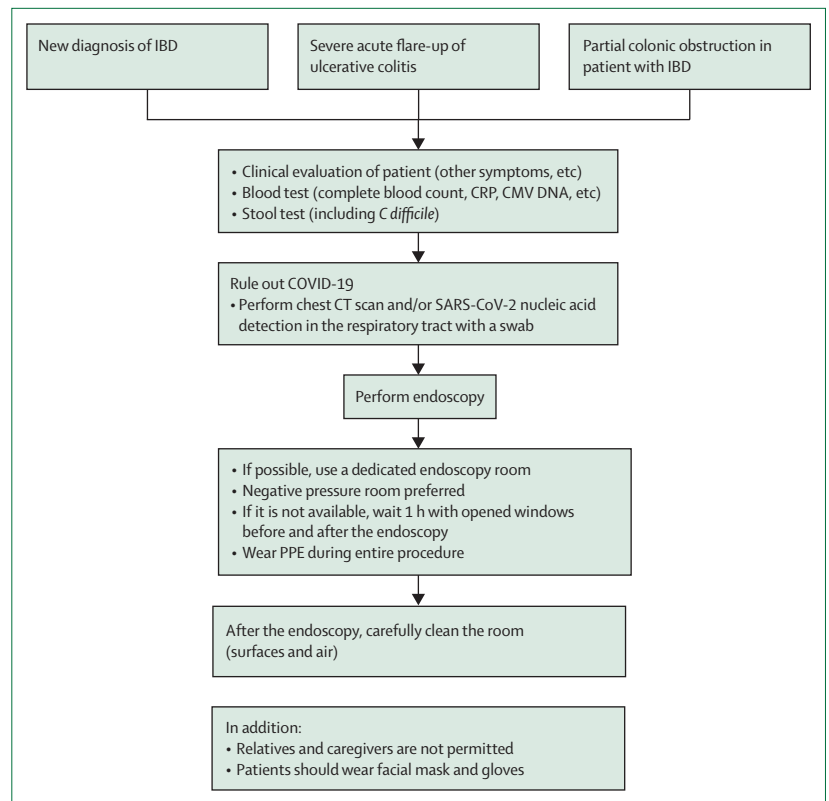 New diagnosis of IBD
Severe acute flare-up of
ulcerative colitis
Partial colonic obstruction in
patient with IBD
• Clinical evaluation of patient (other symptoms, etc)
• Blood test (complete blood count, CRP, CMV DNA, etc)
• Stool test (including C difficile)
Rule out COVID-19
• Perform chest CT scan and/or SARS-CoV-2 nucleic acid
detection in the respiratory tract with a swab
Perform endoscopy
• If possible, use a dedicated endoscopy room
• Negative pressure room preferred
• If it is not available, wait 1 h with opened windows
before and after the endoscopy
• Wear PPE during entire procedure
After the endoscopy, carefully clean the room
(surfaces and air)
In addition:
• Relatives and caregivers are not permitted
• Patients should wear facial mask and gloves